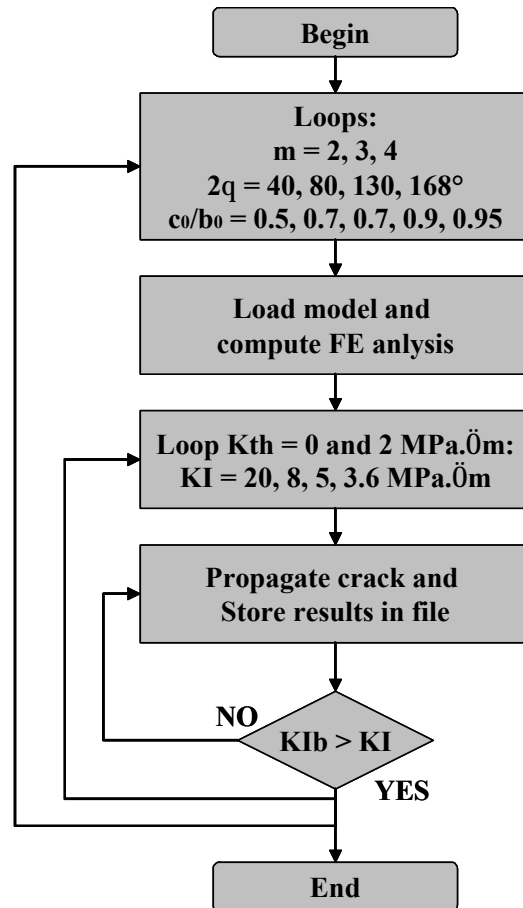 Begin
Loops:
m = 2, 3, 4
2q = 40, 80, 130, 168°
c₀/b₀ = 0.5, 0.7, 0.7, 0.9, 0.95
Load model and
compute FE anlysis
Loop Kth = 0 and 2 MPa.Öm:
KI = 20, 8, 5, 3.6 MPa.Öm
Propagate crack and
Store results in file
NO
KIb > KI
YES
End